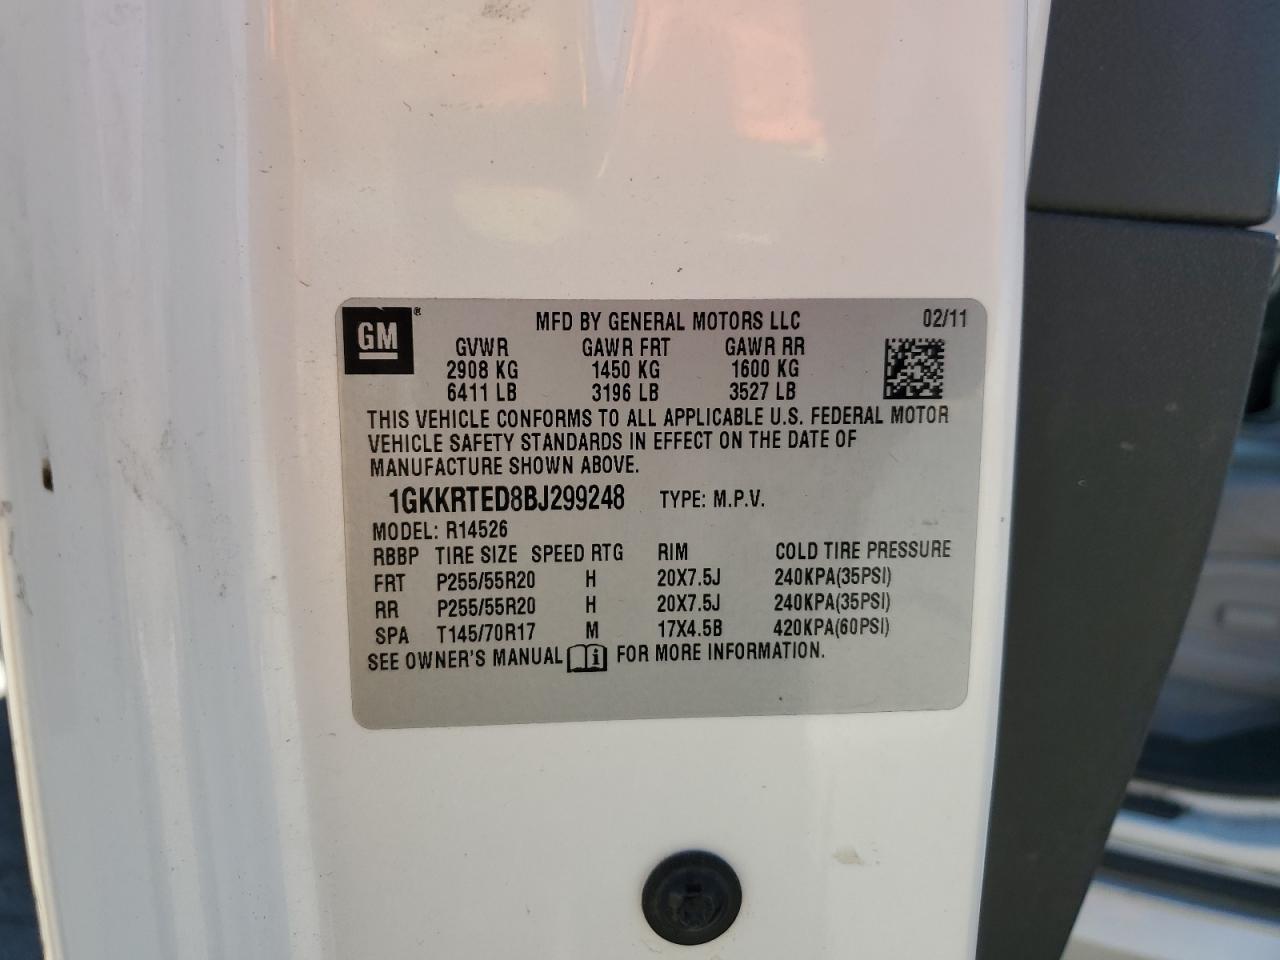 GM ® MFD BY GENERAL MOTORS LLC 02/11
GVWR GAWR FRT GAWR RR
2908 KG 1450 KG 1600 KG
6411 LB 3196 LB 3527 LB
THIS VEHICLE CONFORMS TO ALL APPLICABLE U.S. FEDERAL MOTOR
VEHICLE SAFETY STANDARDS IN EFFECT ON THE DATE OF
MANUFACTURE SHOWN ABOVE.
1GKKRTED8BJ299248 TYPE: M.P.V.
MODEL: R14526
RBBP TIRE SIZE SPEED RTG RIM COLD TIRE PRESSURE
FRT P255/55R20 H 20X7.5J 240KPA(35PSI)
RR P255/55R20 H 20X7.5J 240KPA(35PSI)
SPA T145/70R17 M 17X4.5B 420KPA(60PSI)
SEE OWNER'S MANUAL i FOR MORE INFORMATION.